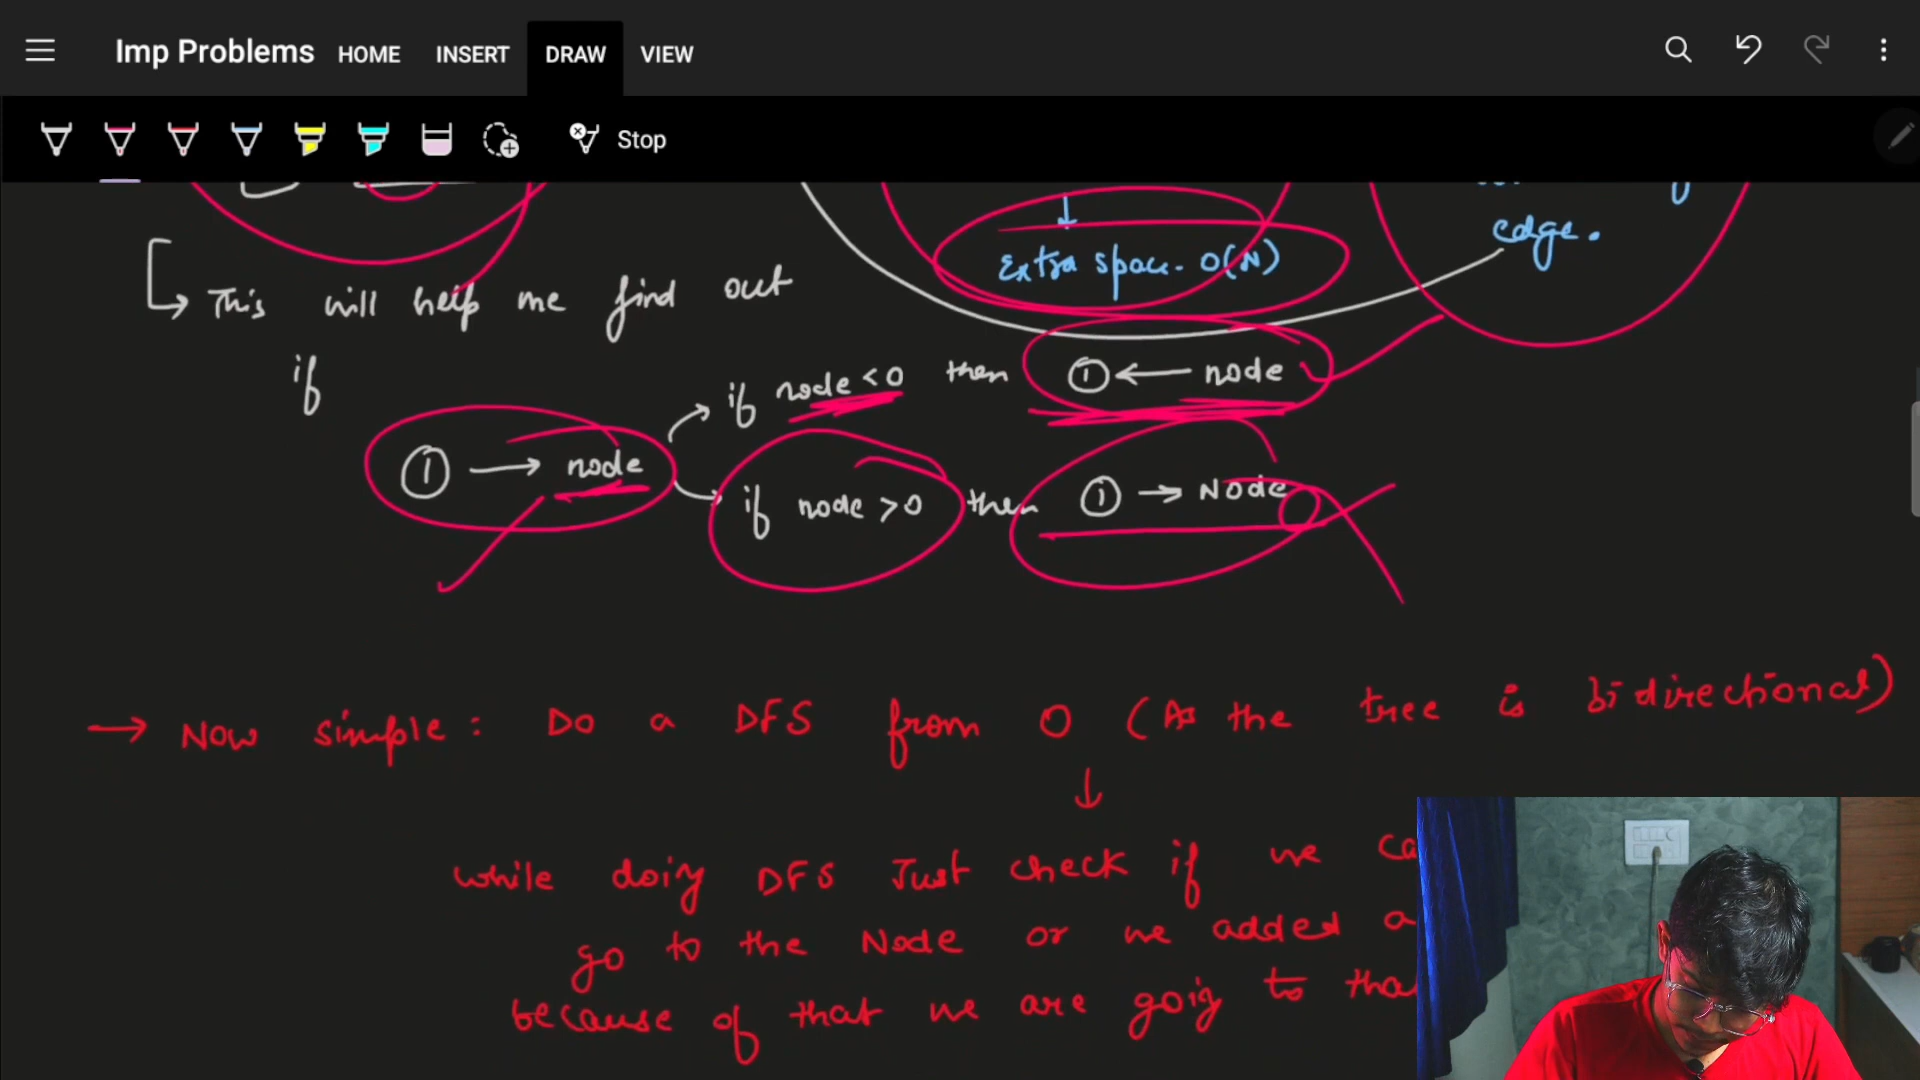 Imp Problems HOME INSERT DRAW VIEW
Stop
edge.
Extra space - O(N)
This will help me find out
if
if node < 0 then ① ← node
① → node
if node > 0 then ① → Node
→ Now simple : Do a DFS from 0 (As the tree is bidirectional)
↓
while doing DFS Just check if we ca
go to the Node or we added a
because of that we are goig to tha